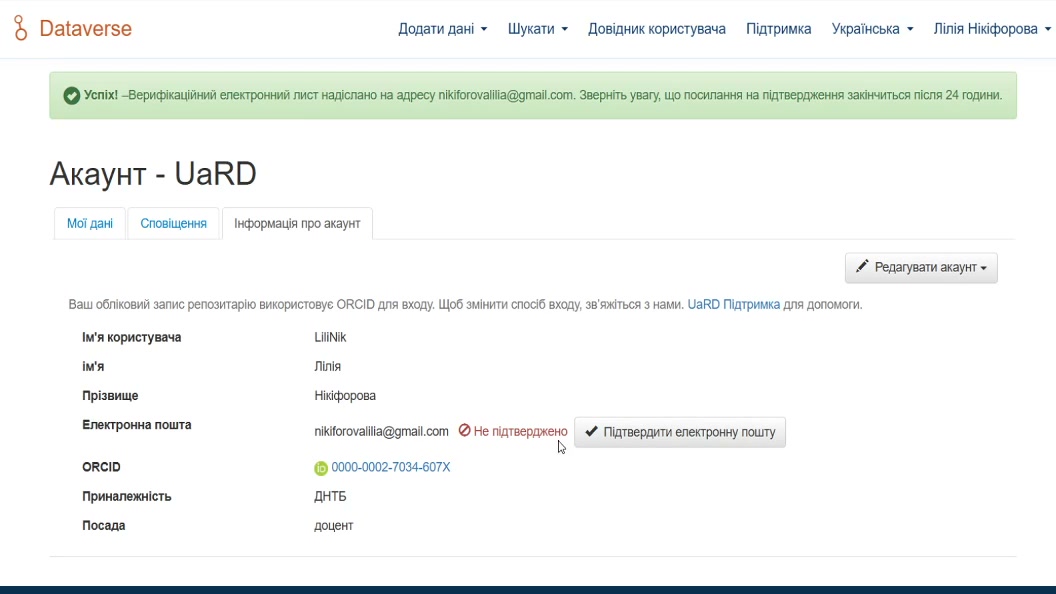 Dataverse
Додати дані Шукати Довідник користувача Підтримка Українська Лілія Нікіфорова
Успіх! –Верифікаційний електронний лист надіслано на адресу nikiforovalilia@gmail.com. Зверніть увагу, що посилання на підтвердження закінчиться після 24 години.
Акаунт - UaRD
Мої дані Сповіщення Інформація про акаунт
Редагувати акаунт
Ваш обліковий запис репозитарію використовує ORCID для входу. Щоб змінити спосіб входу, зв’яжіться з нами. UaRD Підтримка для допомоги.
Ім'я користувача LiliNik
ім'я Лілія
Прізвище Нікіфорова
Електронна пошта nikiforovalilia@gmail.com Не підтверджено Підтвердити електронну пошту
ORCID iD 0000-0002-7034-607X
Приналежність ДНТБ
Посада доцент